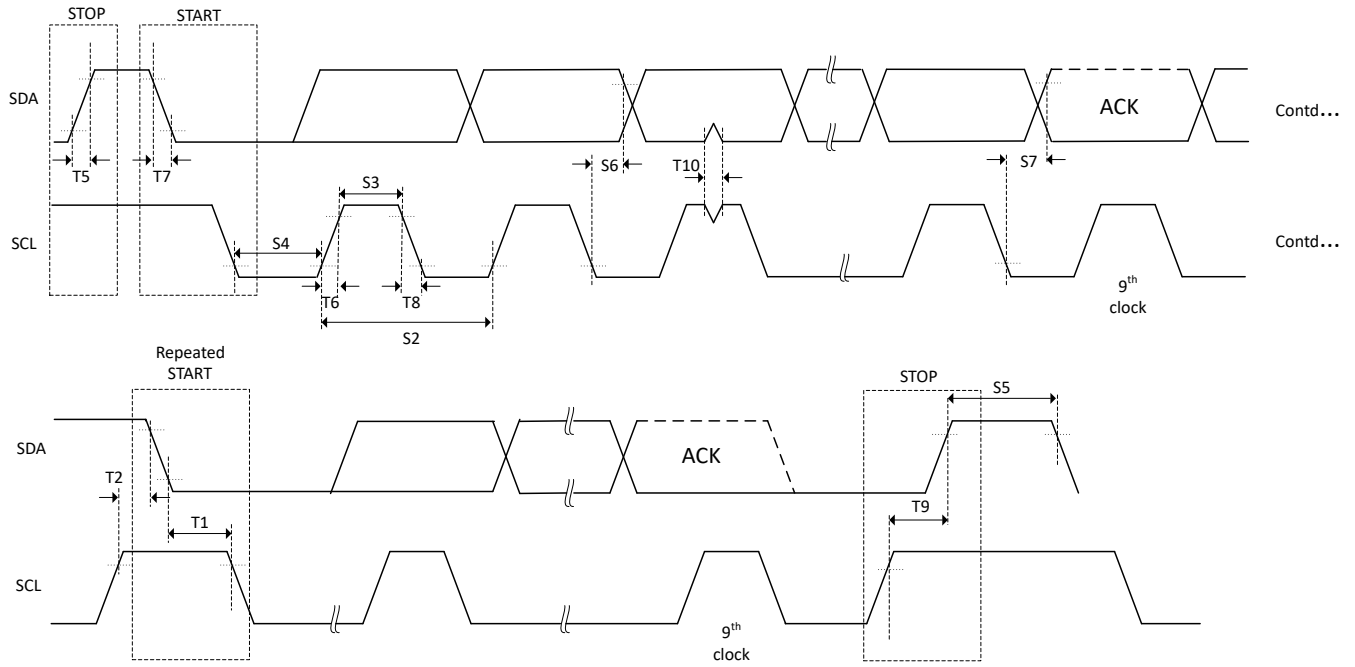 STOP
START
SDA
ACK
Contd...
T5
T7
S6
T10
S7
S3
SCL
S4
Contd...
T6
T8
9th
clock
S2
Repeated
START
STOP
S5
SDA
ACK
T2
T9
T1
SCL
9th
clock